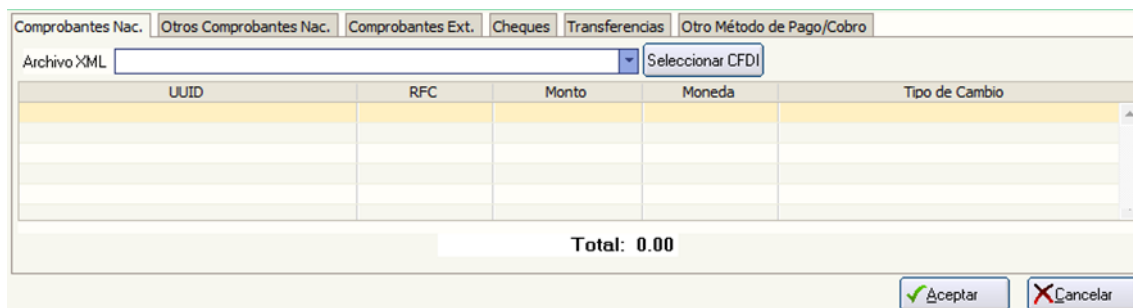 Comprobantes Nac. Otros Comprobantes Nac. Comprobantes Ext. Cheques Transferencias Otro Método de Pago/Cobro
Archivo XML Seleccionar CFDI
UUID RFC Monto Moneda Tipo de Cambio
Total: 0.00
Aceptar Cancelar